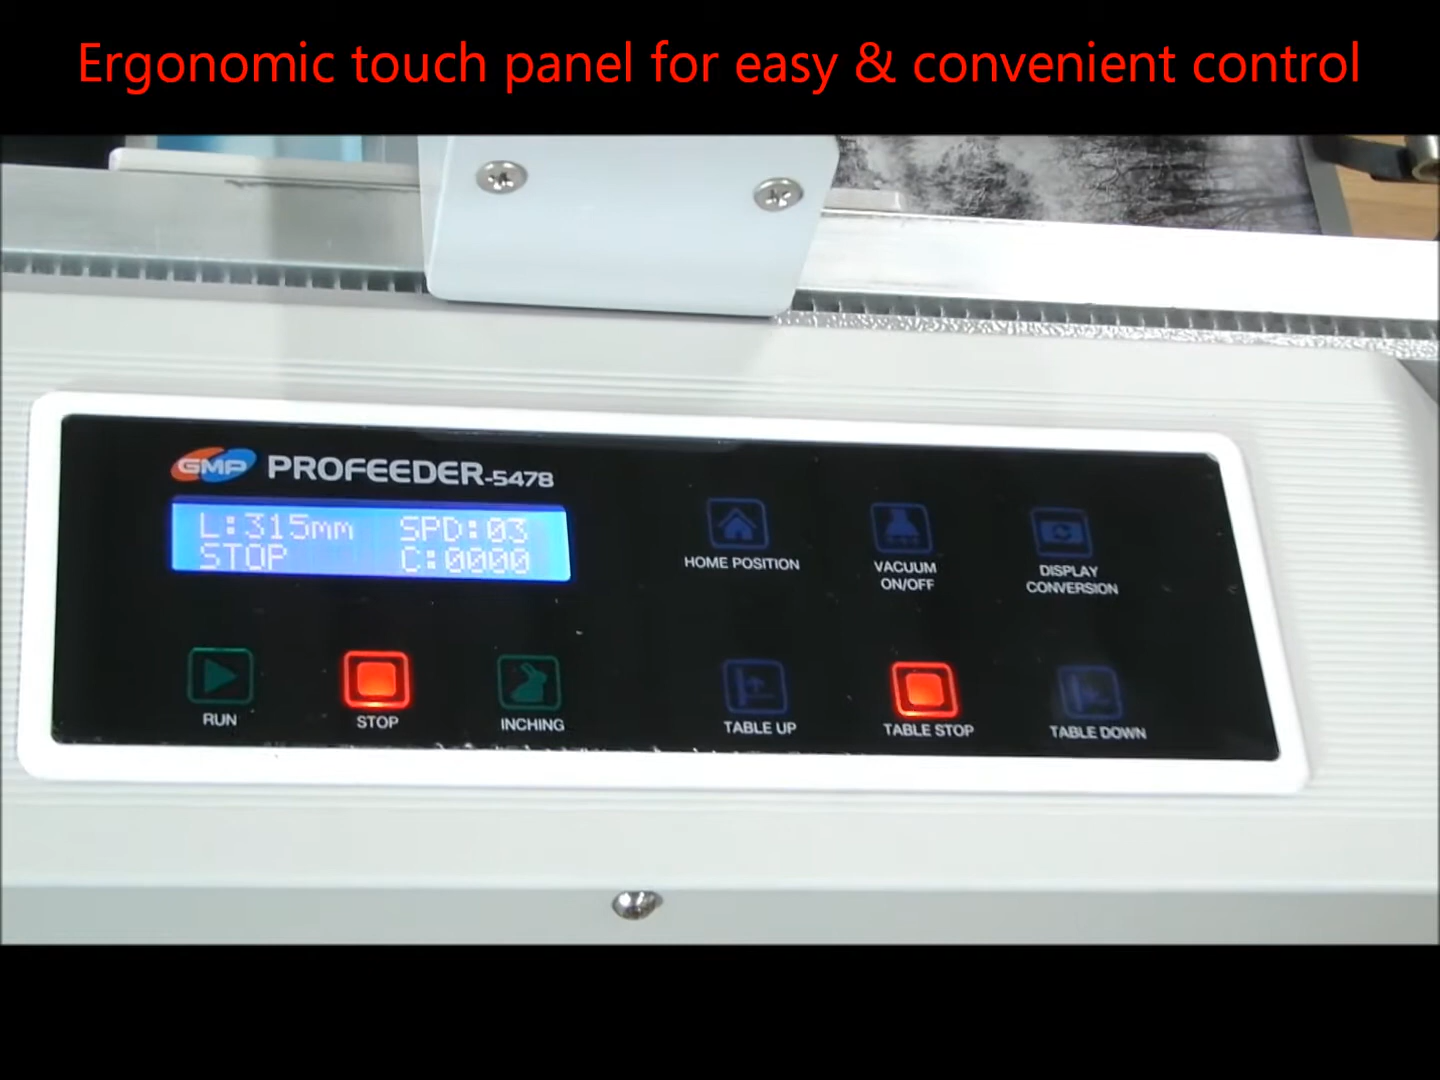 Ergonomic touch panel for easy & convenient control
GMP PROFEEDER-5478
L:315mm SPD:03
STOP C:0000
HOME POSITION
VACUUM
ON/OFF
DISPLAY
CONVERSION
RUN
STOP
INCHING
TABLE UP
TABLE STOP
TABLE DOWN